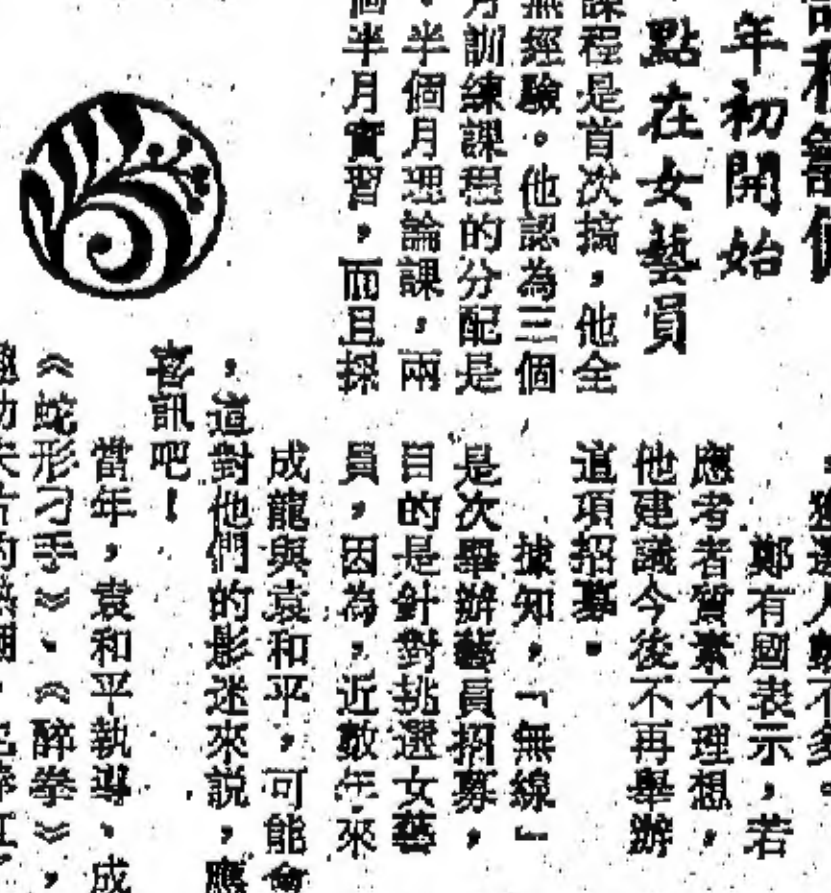 年初開始
點在女藝員
課程是首次搞，他全
無經驗。他認為三個
月訓練課程的分配是
，半個月理論課，兩
個半月實習，而且採
鄭有國表示，若
應考者質素不理想，
他建議今後不再舉辦
這項招募。
據知，「無線」
是次舉辦藝員招募，
目的是針對挑選女藝
員，因為，近數年來
成龍與袁和平，可能會
，這對他們的影迷來説，應
喜訊吧！
當年，袁和平執導、成
《蛇形刁手》、《醉拳》，